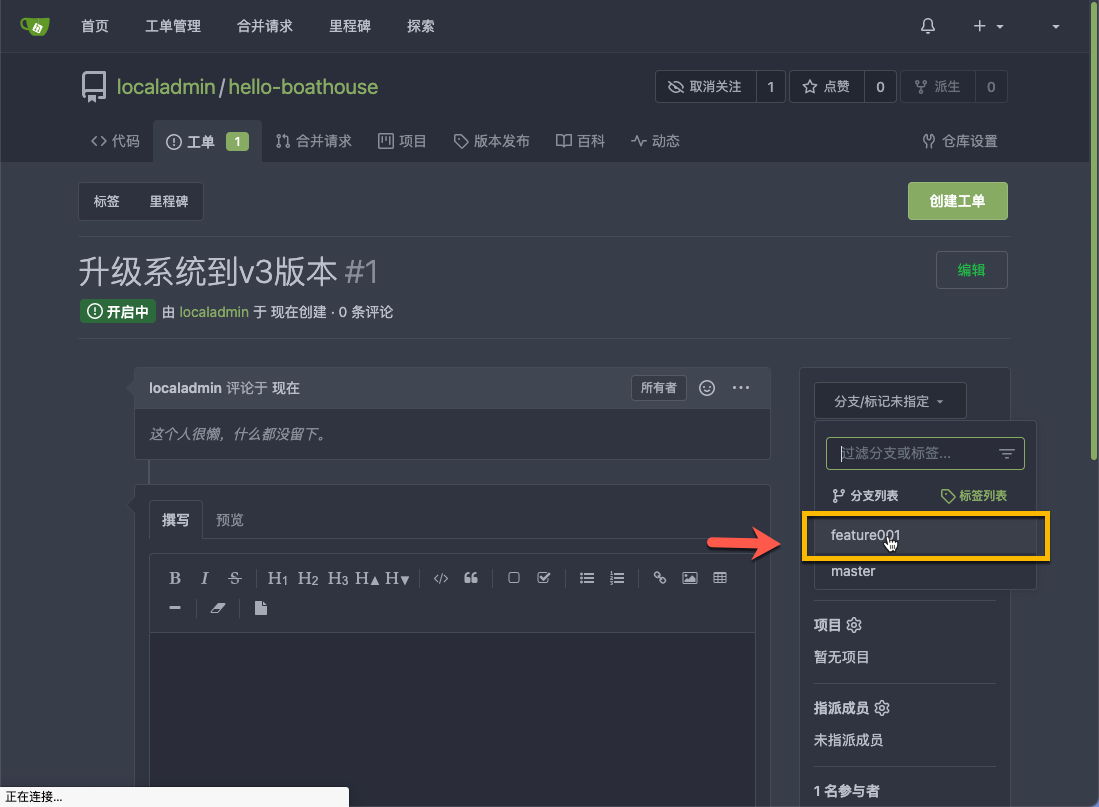 首页 工单管理 合并请求 里程碑 探索
localadmin/hello-boathouse 取消关注 1 点赞 0 派生 0
代码 工单 1 合并请求 项目 版本发布 百科 动态 仓库设置
标签 里程碑 创建工单
升级系统到v3版本 #1 编辑
开启中 由 localadmin 于 现在创建 · 0 条评论
localadmin 评论于 现在 所有者
分支/标记未指定
这个人很懒，什么都没留下。
过滤分支或标签...
分支列表 标签列表
撰写 预览
feature001
master
B I S H1 H2 H3 H H
项目
暂无项目
指派成员
未指派成员
1 名参与者
正在连接...